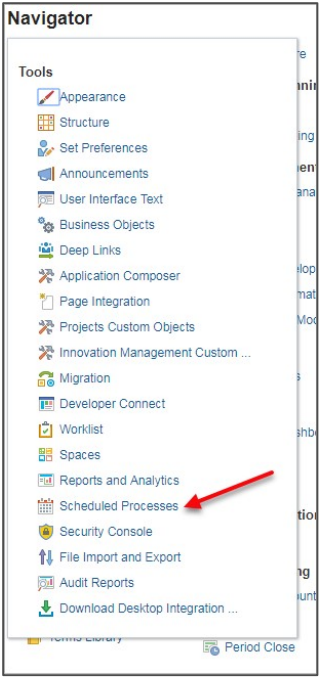 Navigator
Tools
Appearance
Structure
Set Preferences
Announcements
User Interface Text
Business Objects
Deep Links
Application Composer
Page Integration
Projects Custom Objects
Innovation Management Custom ...
Migration
Developer Connect
Worklist
Spaces
Reports and Analytics
Scheduled Processes
Security Console
File Import and Export
Audit Reports
Download Desktop Integration ...
Terms Library
Period Close